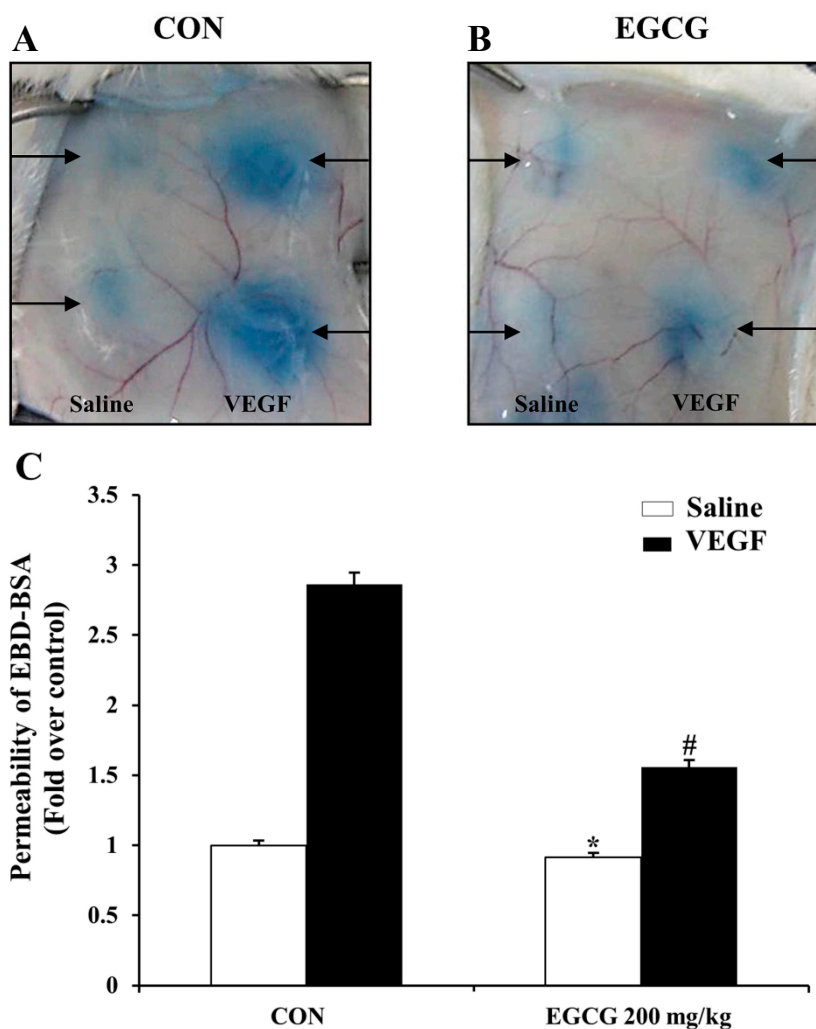 A
CON
B
EGCG
Saline
VEGF
Saline
VEGF
C
Permeability of EBD-BSA
(Fold over control)
3.5
3
2.5
2
1.5
1
0.5
0
Saline
VEGF
*
#
CON
EGCG 200 mg/kg